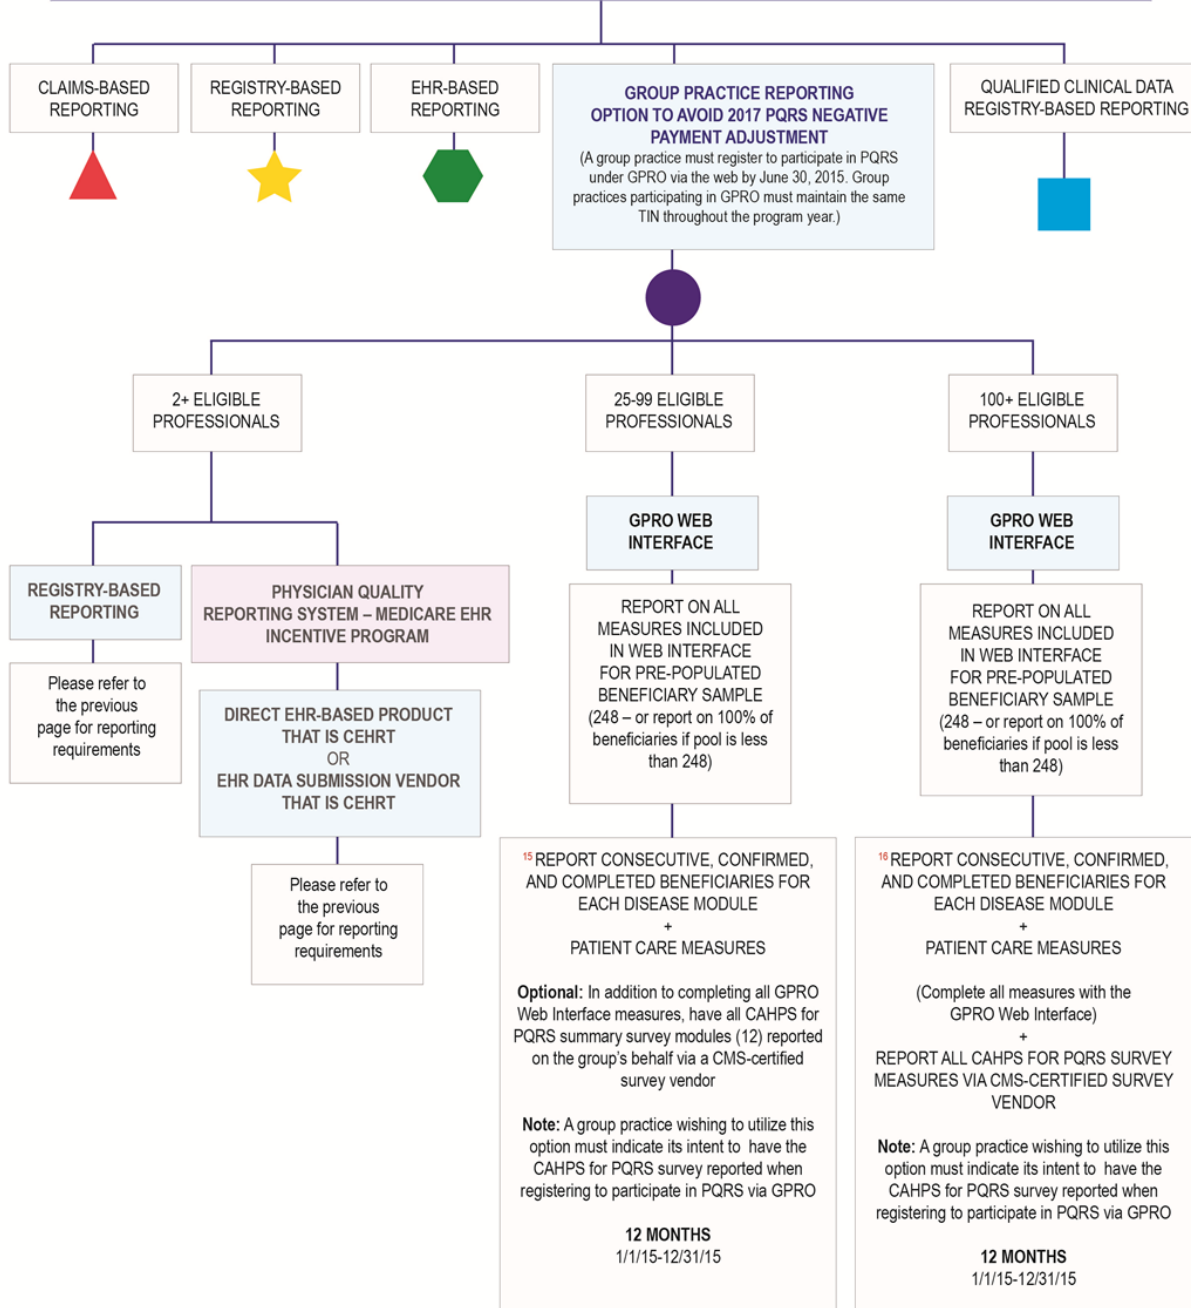 CLAIMS-BASED
REPORTING
REGISTRY-BASED
REPORTING
EHR-BASED
REPORTING
GROUP PRACTICE REPORTING
OPTION TO AVOID 2017 PQRS NEGATIVE
PAYMENT ADJUSTMENT
(A group practice must register to participate in PQRS
under GPRO via the web by June 30, 2015. Group
practices participating in GPRO must maintain the same
TIN throughout the program year.)
QUALIFIED CLINICAL DATA
REGISTRY-BASED REPORTING
2+ ELIGIBLE
PROFESSIONALS
25-99 ELIGIBLE
PROFESSIONALS
100+ ELIGIBLE
PROFESSIONALS
REGISTRY-BASED
REPORTING
Please refer to
the previous
page for reporting
requirements
PHYSICIAN QUALITY
REPORTING SYSTEM – MEDICARE EHR
INCENTIVE PROGRAM
DIRECT EHR-BASED PRODUCT
THAT IS CEHRT
OR
EHR DATA SUBMISSION VENDOR
THAT IS CEHRT
Please refer to
the previous
page for reporting
requirements
GPRO WEB
INTERFACE
REPORT ON ALL
MEASURES INCLUDED
IN WEB INTERFACE
FOR PRE-POPULATED
BENEFICIARY SAMPLE
(248 – or report on 100% of
beneficiaries if pool is less
than 248)
15 REPORT CONSECUTIVE, CONFIRMED,
AND COMPLETED BENEFICIARIES FOR
EACH DISEASE MODULE
+
PATIENT CARE MEASURES
Optional: In addition to completing all GPRO
Web Interface measures, have all CAHPS for
PQRS summary survey modules (12) reported
on the group's behalf via a CMS-certified
survey vendor
Note: A group practice wishing to utilize this
option must indicate its intent to have the
CAHPS for PQRS survey reported when
registering to participate in PQRS via GPRO
12 MONTHS
1/1/15-12/31/15
GPRO WEB
INTERFACE
REPORT ON ALL
MEASURES INCLUDED
IN WEB INTERFACE
FOR PRE-POPULATED
BENEFICIARY SAMPLE
(248 – or report on 100% of
beneficiaries if pool is less
than 248)
16 REPORT CONSECUTIVE, CONFIRMED,
AND COMPLETED BENEFICIARIES FOR
EACH DISEASE MODULE
+
PATIENT CARE MEASURES
(Complete all measures with the
GPRO Web Interface)
+
REPORT ALL CAHPS FOR PQRS SURVEY
MEASURES VIA CMS-CERTIFIED SURVEY
VENDOR
Note: A group practice wishing to utilize this
option must indicate its intent to have the
CAHPS for PQRS survey reported when
registering to participate in PQRS via GPRO
12 MONTHS
1/1/15-12/31/15